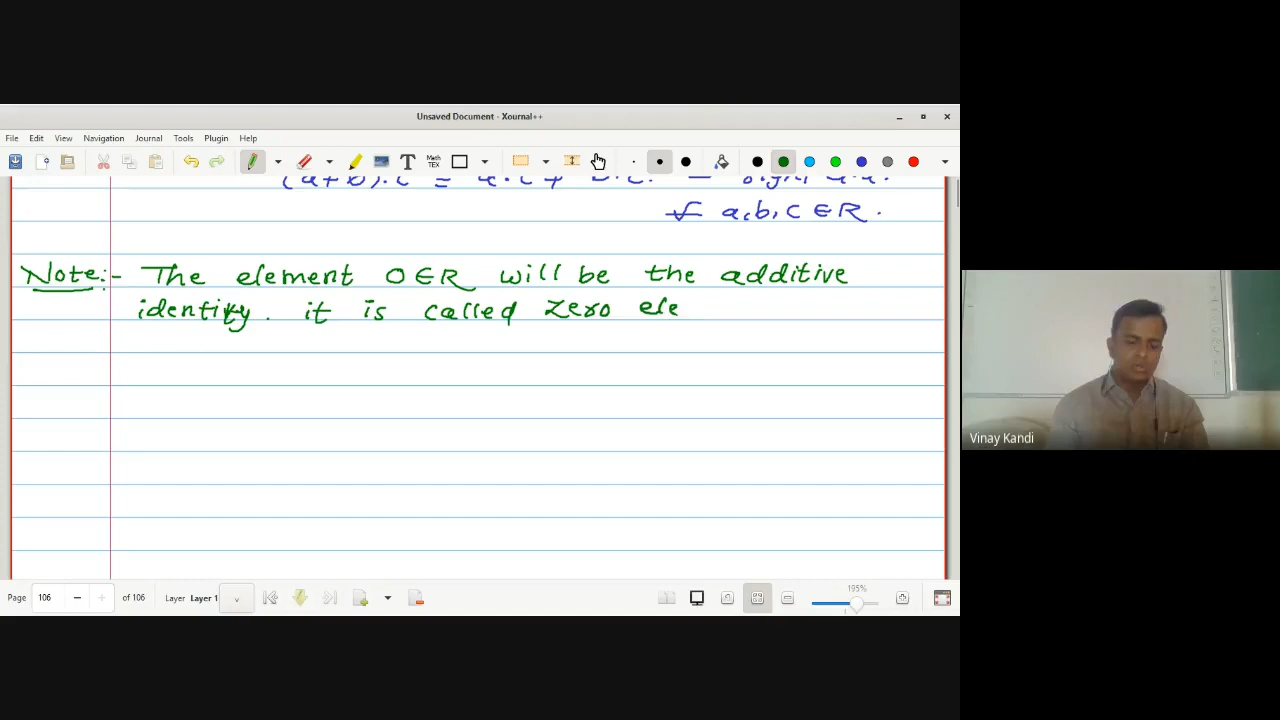 Unsaved Document - Xournal++
File Edit View Navigation Journal Tools Plugin Help
(a+b).c = a.c + b.c.
∀ a,b,c ∈ R.
Note:- The element 0∈R will be the additive
identity. it is called zero ele
Vinay Kandi
Page 106 of 106 Layer Layer 1 195%